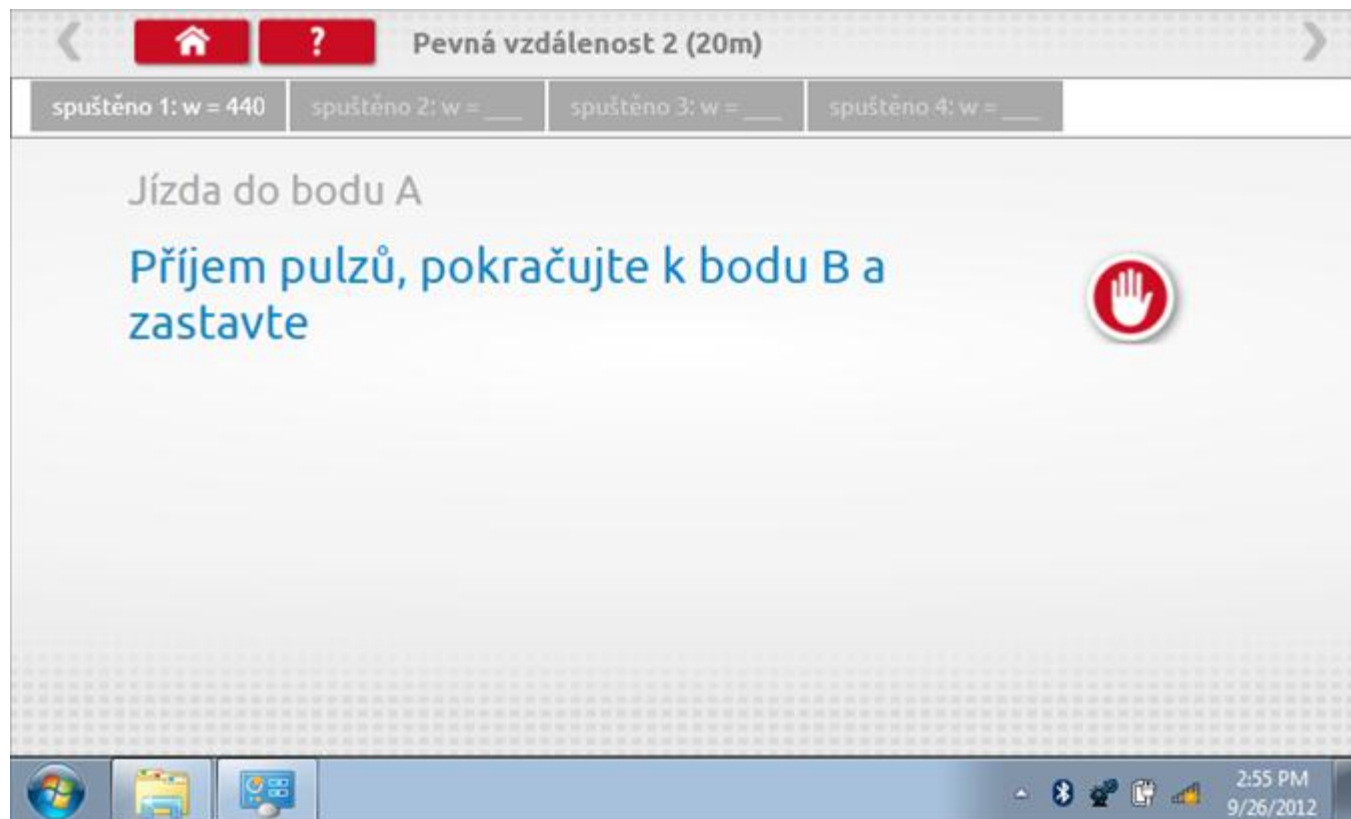 ? Pevná vzdálenost 2 (20m)
spuštěno 1: w = 440 spuštěno 2: w = ___ spuštěno 3: w = ___ spuštěno 4: w = ___
Jízda do bodu A
Příjem pulzů, pokračujte k bodu B a
zastavte
2:55 PM
9/26/2012